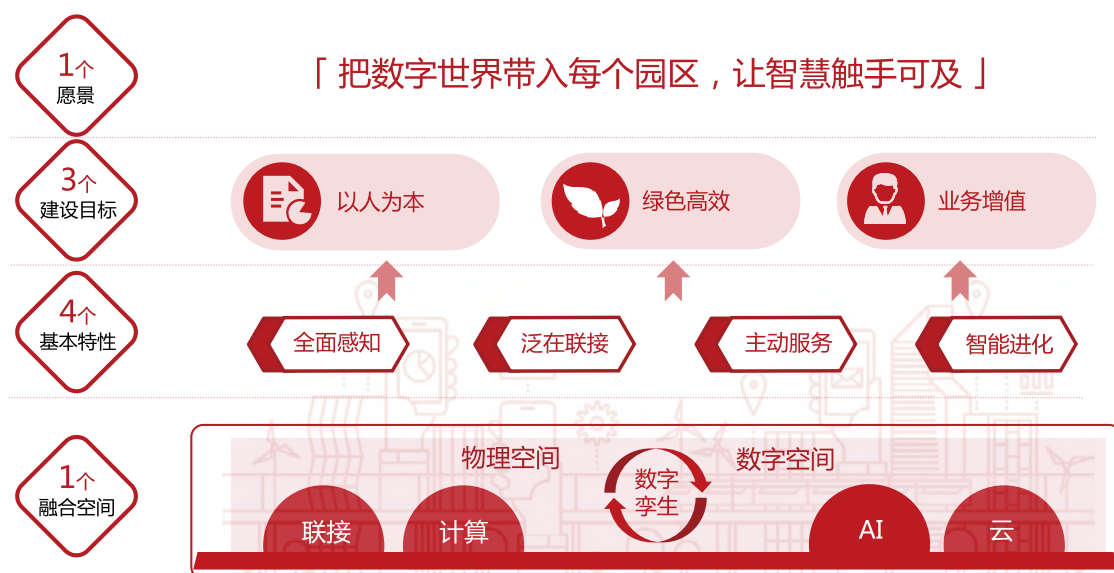 1个
愿景
「 把数字世界带入每个园区，让智慧触手可及 」
3个
建设目标
以人为本
绿色高效
业务增值
4个
基本特性
全面感知
泛在联接
主动服务
智能进化
1个
融合空间
物理空间
数字
孪生
数字空间
联接
计算
AI
云